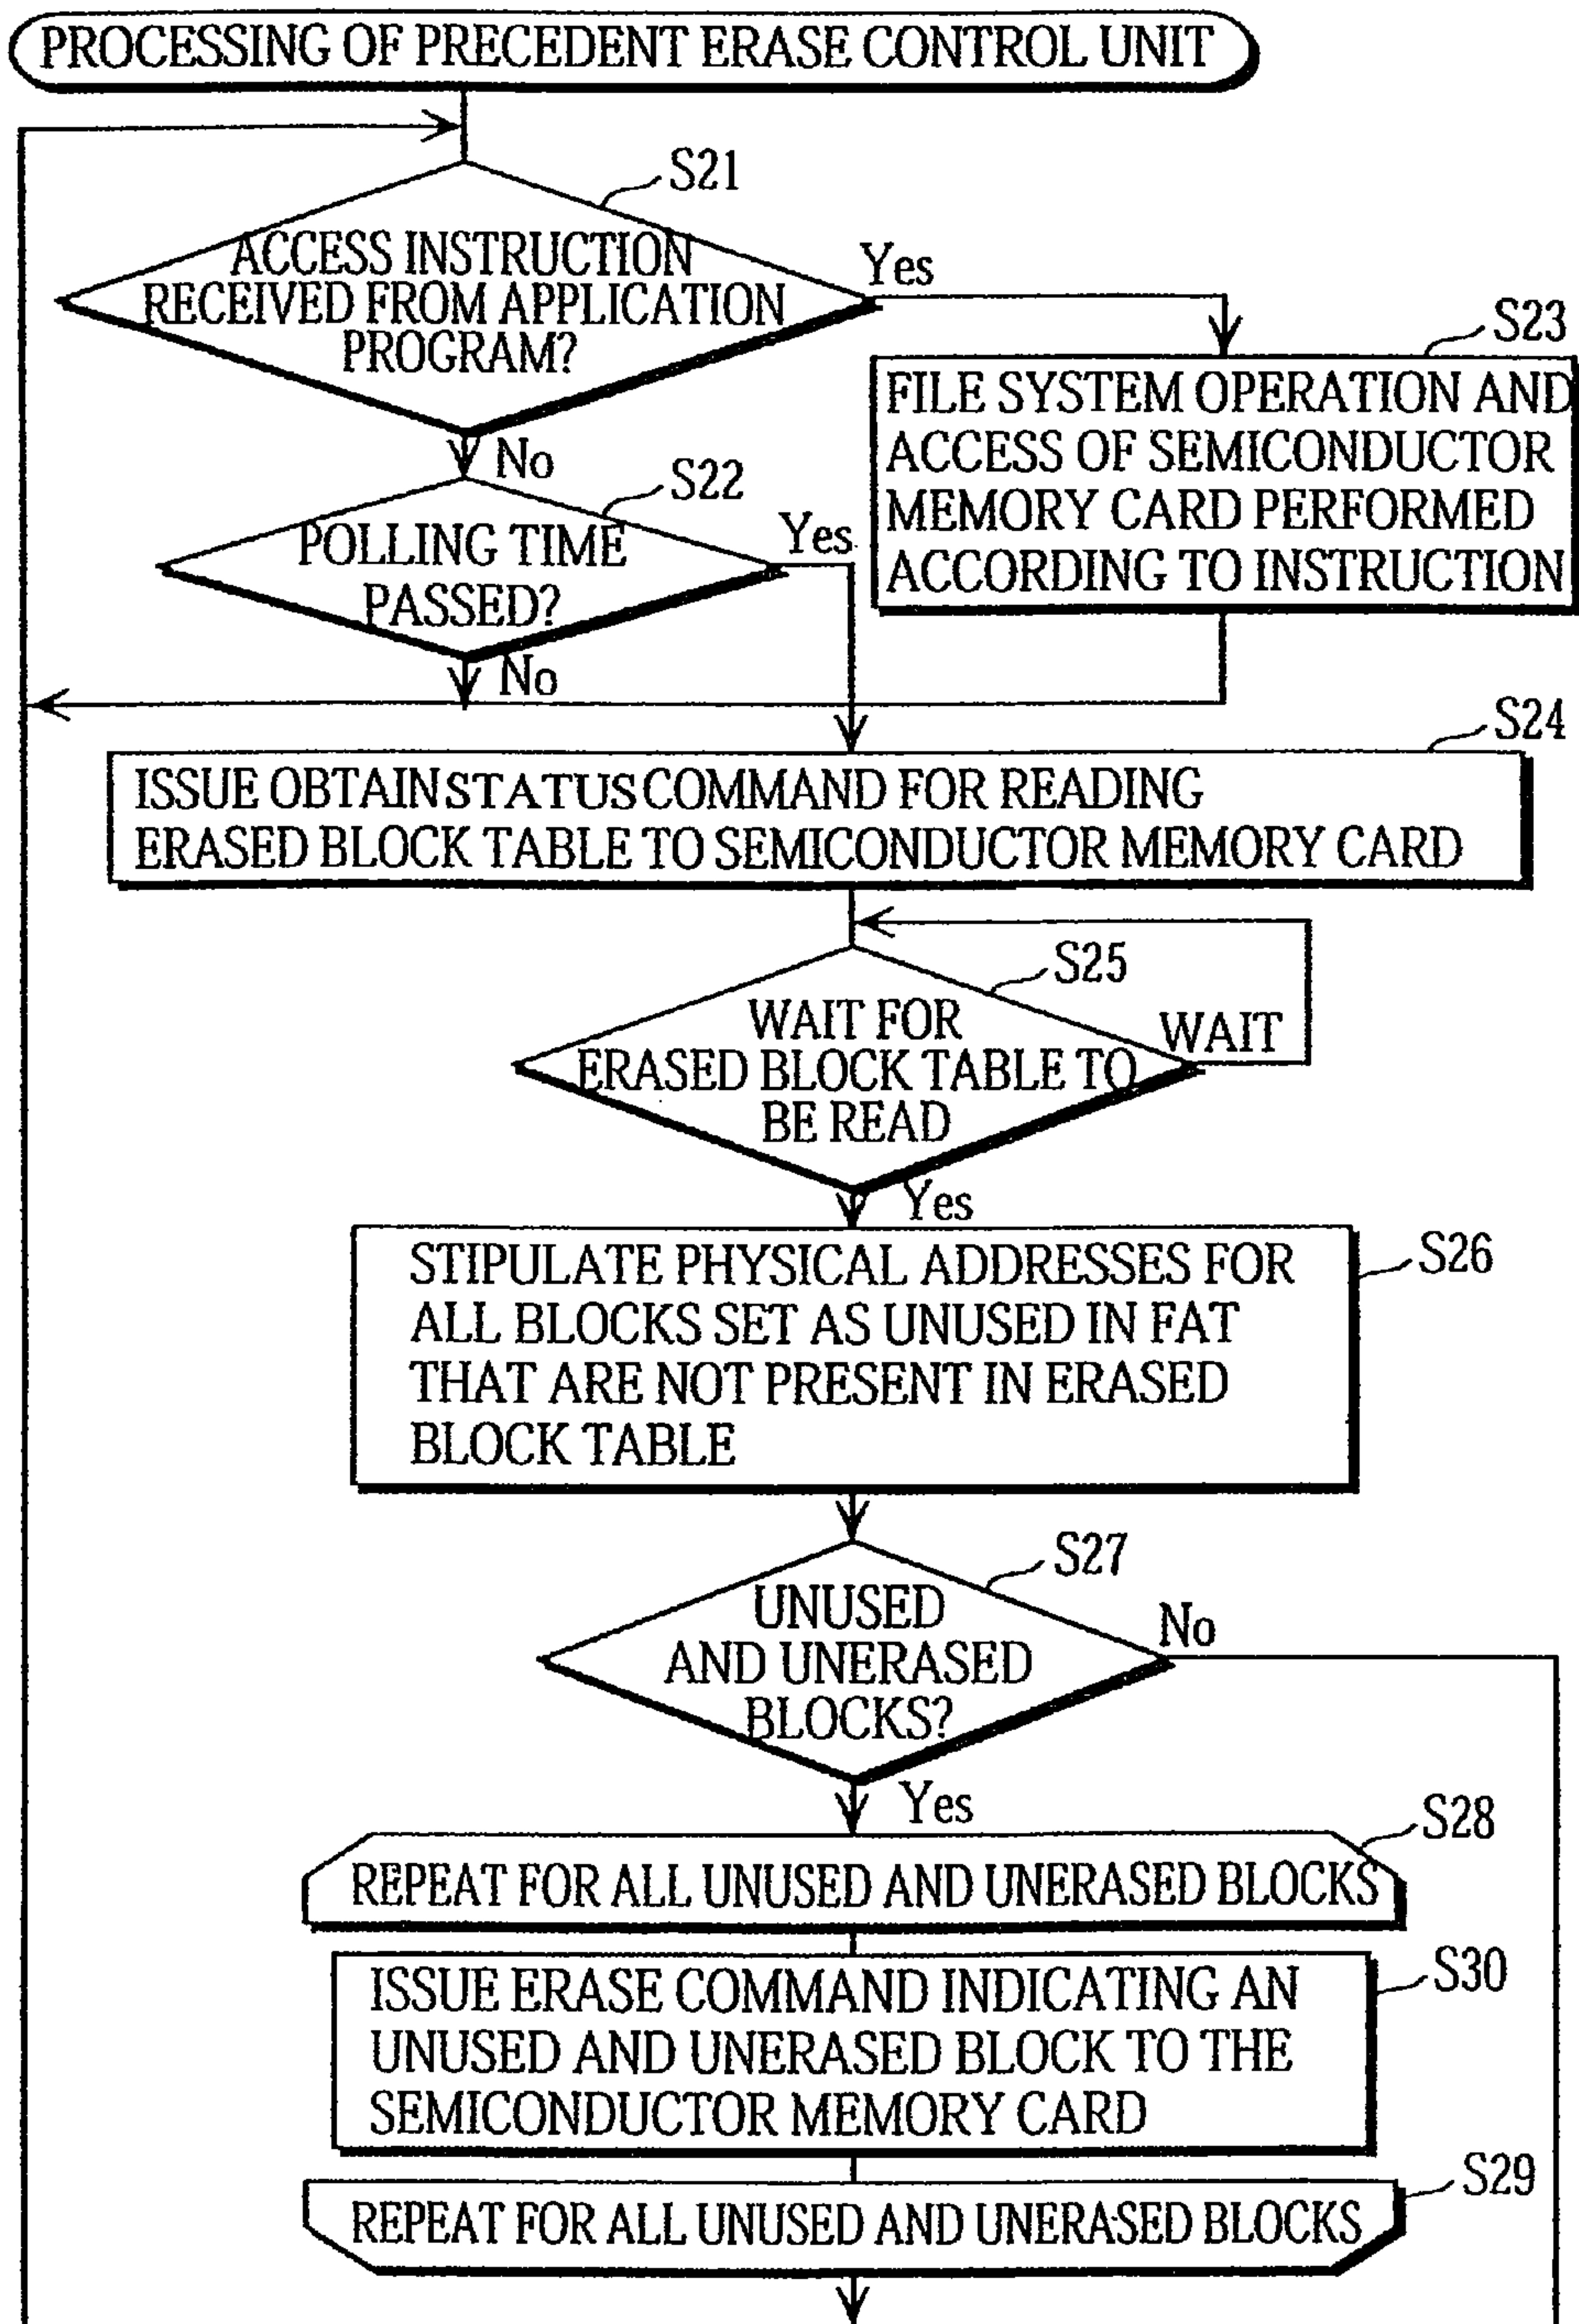 PROCESSING OF PRECEDENT ERASE CONTROL UNIT
S21
ACCESS INSTRUCTION
RECEIVED FROM APPLICATION
PROGRAM?
Yes
No
S23
FILE SYSTEM OPERATION AND
ACCESS OF SEMICONDUCTOR
MEMORY CARD PERFORMED
ACCORDING TO INSTRUCTION
S22
POLLING TIME
PASSED?
Yes
No
S24
ISSUE OBTAIN STATUS COMMAND FOR READING
ERASED BLOCK TABLE TO SEMICONDUCTOR MEMORY CARD
S25
WAIT FOR
ERASED BLOCK TABLE TO
BE READ
WAIT
Yes
S26
STIPULATE PHYSICAL ADDRESSES FOR
ALL BLOCKS SET AS UNUSED IN FAT
THAT ARE NOT PRESENT IN ERASED
BLOCK TABLE
S27
UNUSED
AND UNERASED
BLOCKS?
No
Yes
S28
REPEAT FOR ALL UNUSED AND UNERASED BLOCKS
S30
ISSUE ERASE COMMAND INDICATING AN
UNUSED AND UNERASED BLOCK TO THE
SEMICONDUCTOR MEMORY CARD
S29
REPEAT FOR ALL UNUSED AND UNERASED BLOCKS